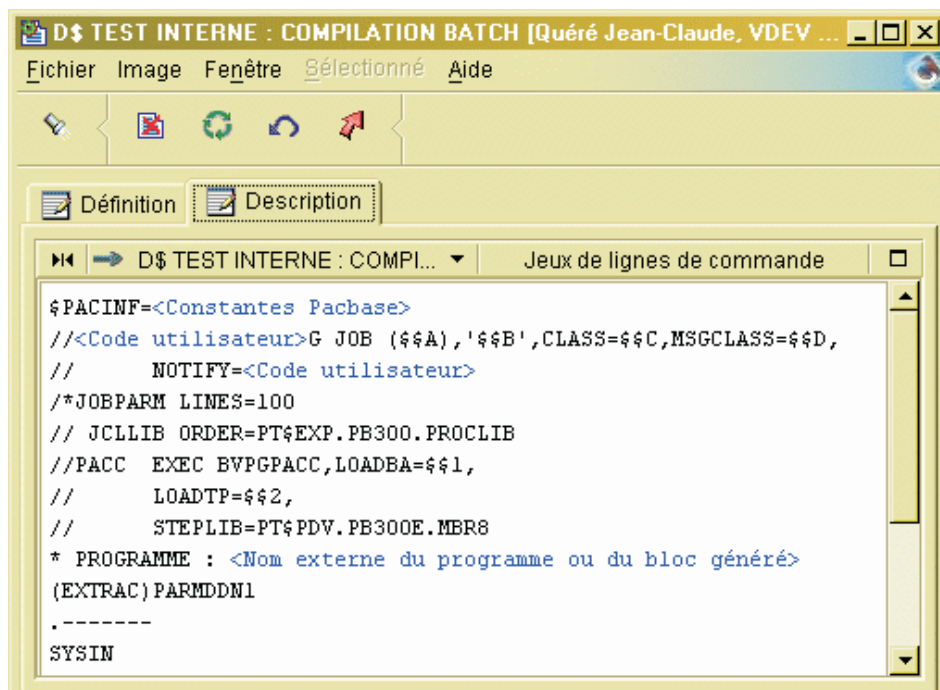 D$ TEST INTERNE : COMPILATION BATCH [Quéré Jean-Claude, VDEV ...
Fichier Image Fenêtre Sélectionné Aide
Définition Description
D$ TEST INTERNE : COMPI... Jeux de lignes de commande
$PACINF=<Constantes Pacbase>
//<Code utilisateur>G JOB ($$A),'$$B',CLASS=$$C,MSGCLASS=$$D,
// NOTIFY=<Code utilisateur>
/*JOBPARM LINES=100
// JCLLIB ORDER=PT$EXP.PB300.PROCLIB
//PACC EXEC BVPGPACC,LOADBA=$$1,
// LOADTP=$$2,
// STEPLIB=PT$PDV.PB300E.MBR8
* PROGRAMME : <Nom externe du programme ou du bloc généré>
(EXTRAC)PARMDDN1
.-------
SYSIN